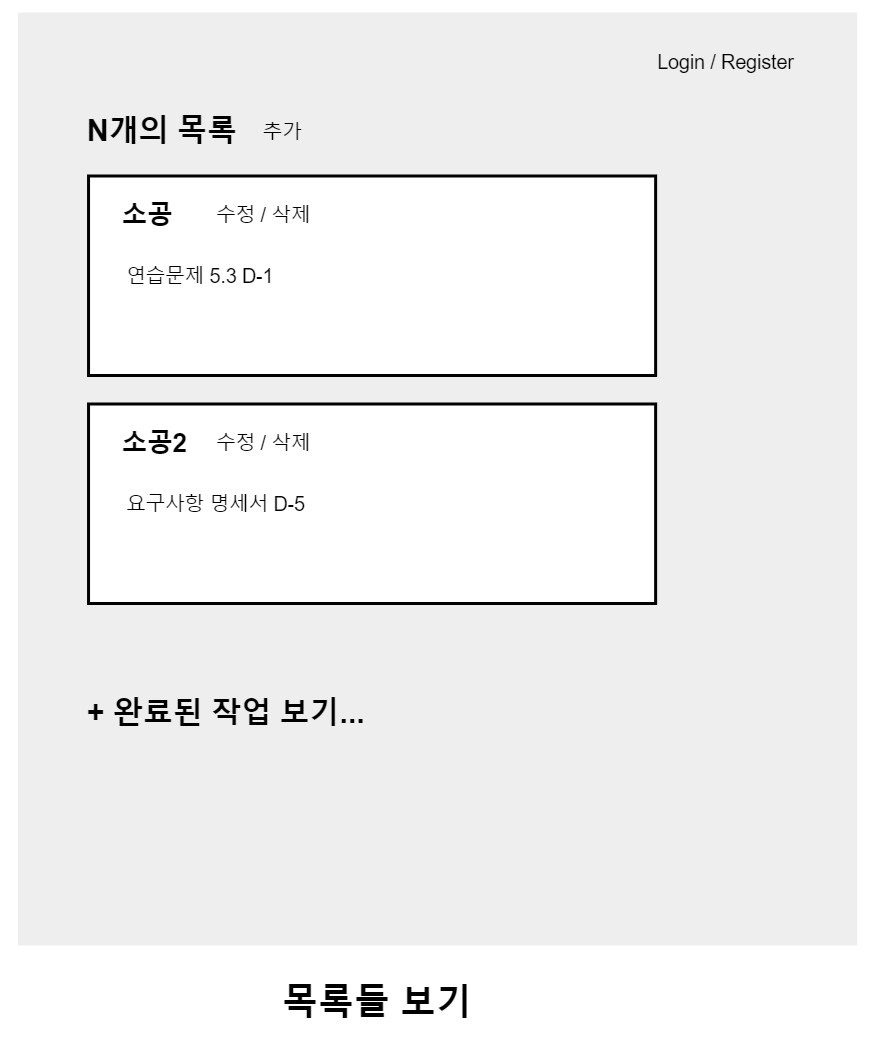 Login / Register
N개의 목록 추가
소공 수정 / 삭제
연습문제 5.3 D-1
소공2 수정 / 삭제
요구사항 명세서 D-5
+ 완료된 작업 보기...
목록들 보기